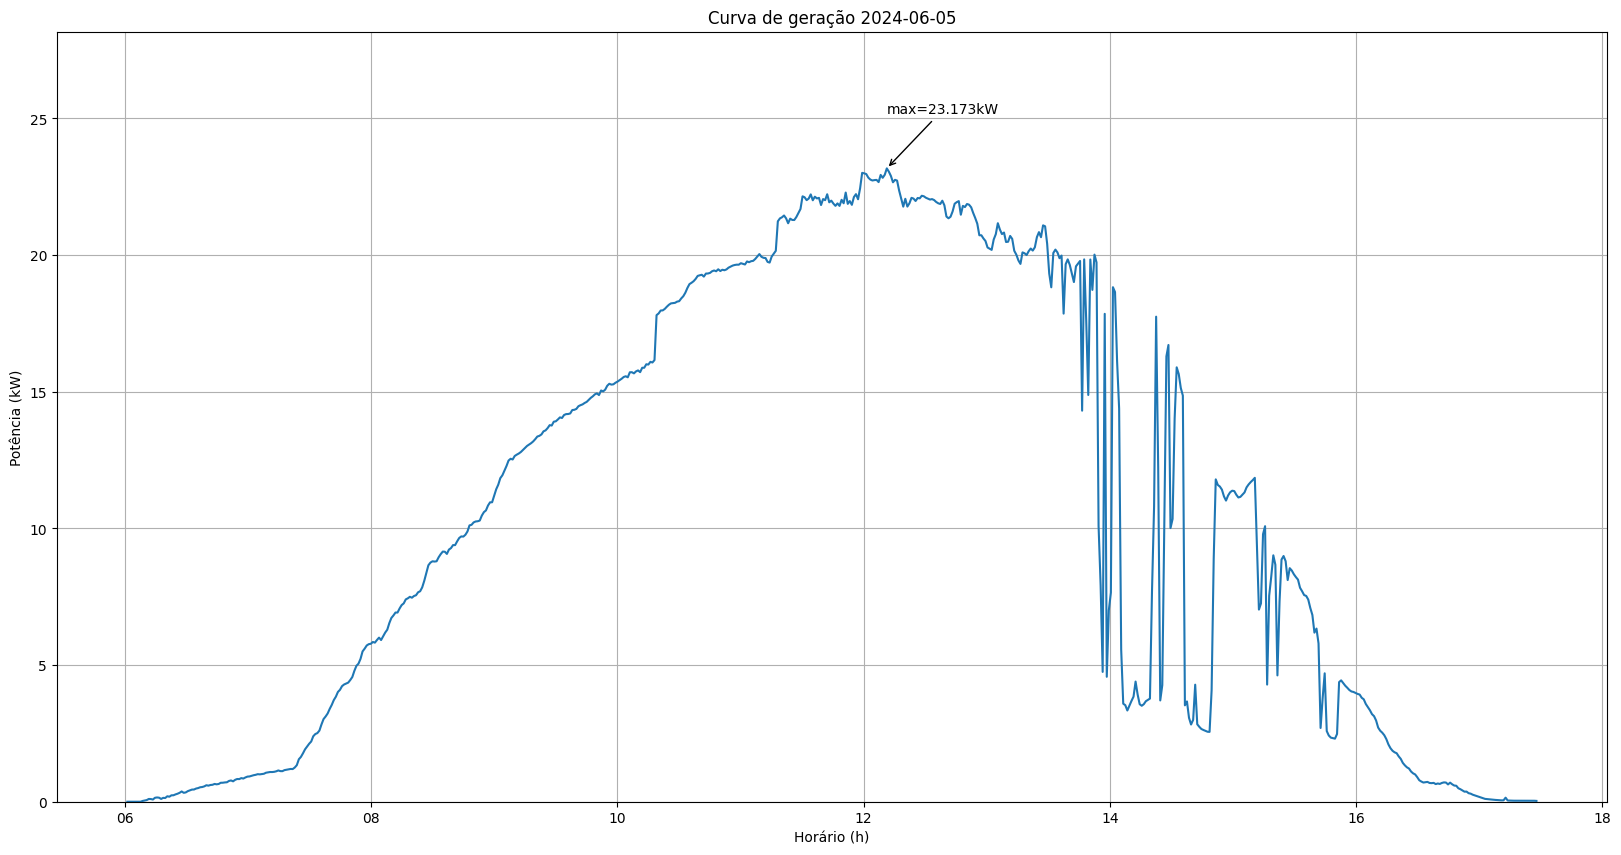 Curva de geração 2024-06-05
max=23.173kW
Potência (kW)
25
20
15
10
5
0
06 08 10 12 14 16 18
Horário (h)